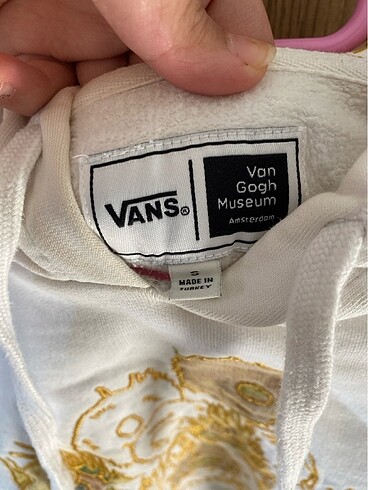 VANS®
Van
Gogh
Museum
Amsterdam
S
MADE IN
TURKEY